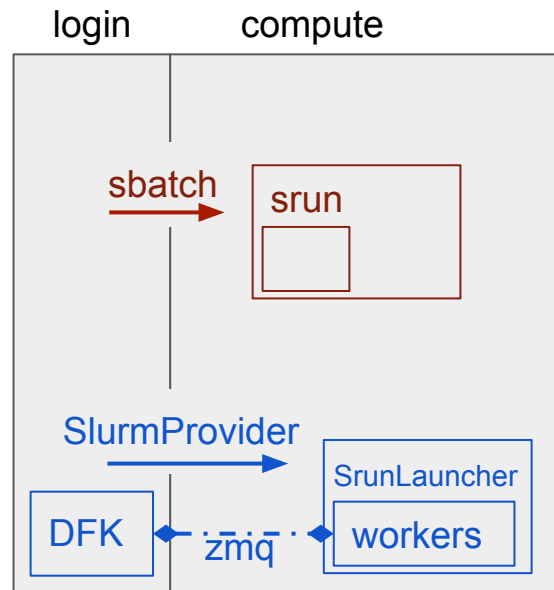 login compute
sbatch
srun
SlurmProvider
SrunLauncher
DFK
zmq
workers